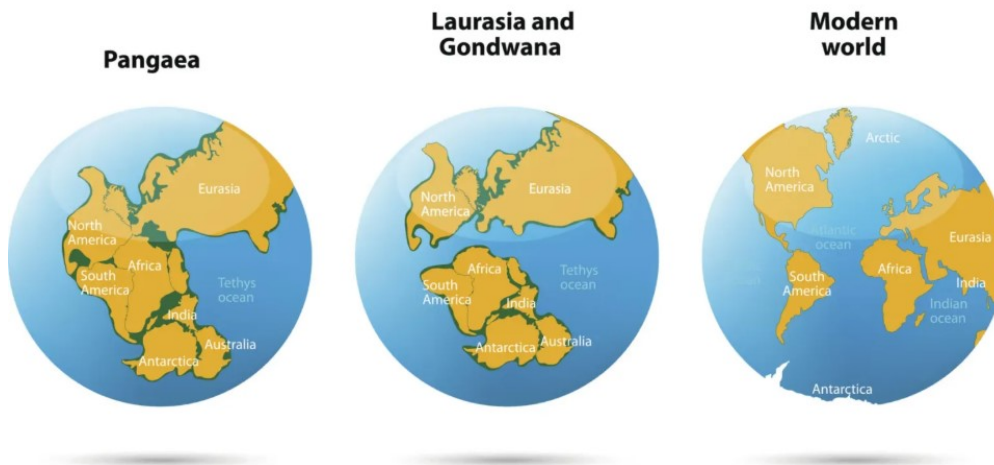 Pangaea
Eurasia
North
America
Africa
South
America
Tethys
ocean
India
Australia
Antarctica
Laurasia and
Gondwana
North
America
Eurasia
Africa
Tethys
ocean
South
America
India
Antarctica
Australia
Modern
world
Arctic
North
America
Atlantic
ocean
Eurasia
Africa
South
America
India
Indian
ocean
Antarctica